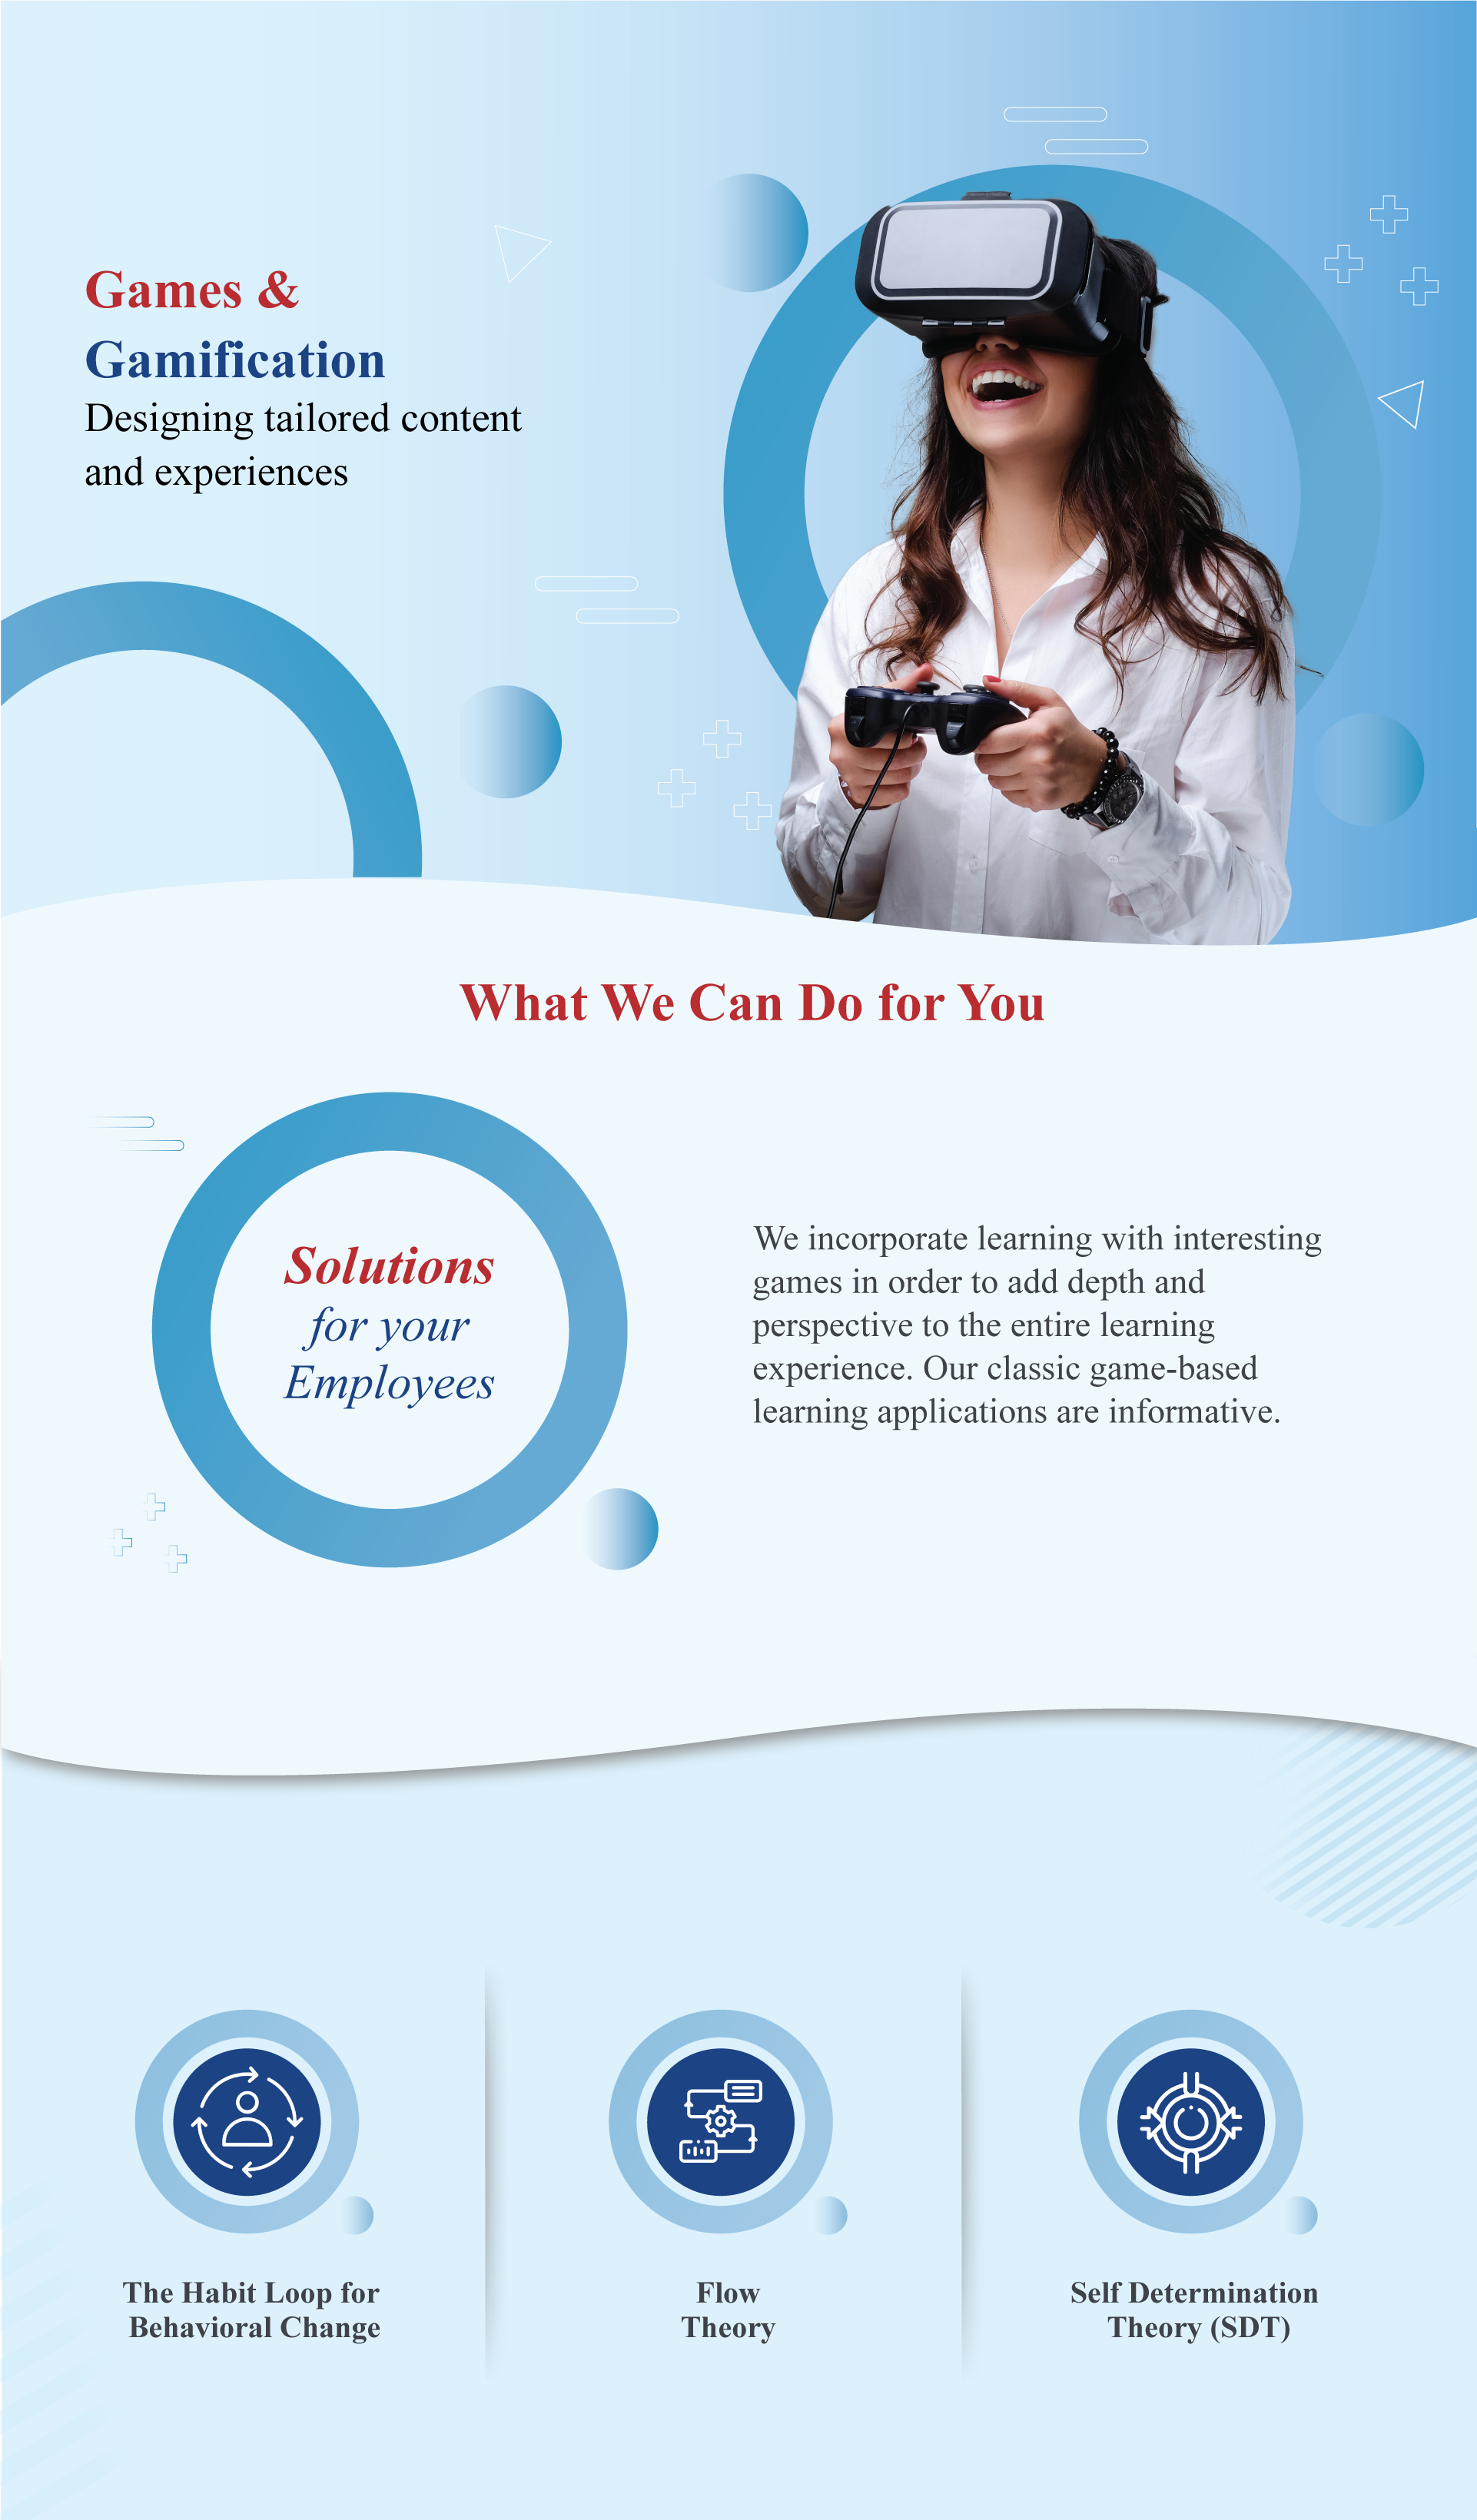 Games &
Gamification
Designing tailored content
and experiences
What We Can Do for You
Solutions
for your
Employees
We incorporate learning with interesting
games in order to add depth and
perspective to the entire learning
experience. Our classic game-based
learning applications are informative.
The Habit Loop for
Behavioral Change
Flow
Theory
Self Determination
Theory (SDT)